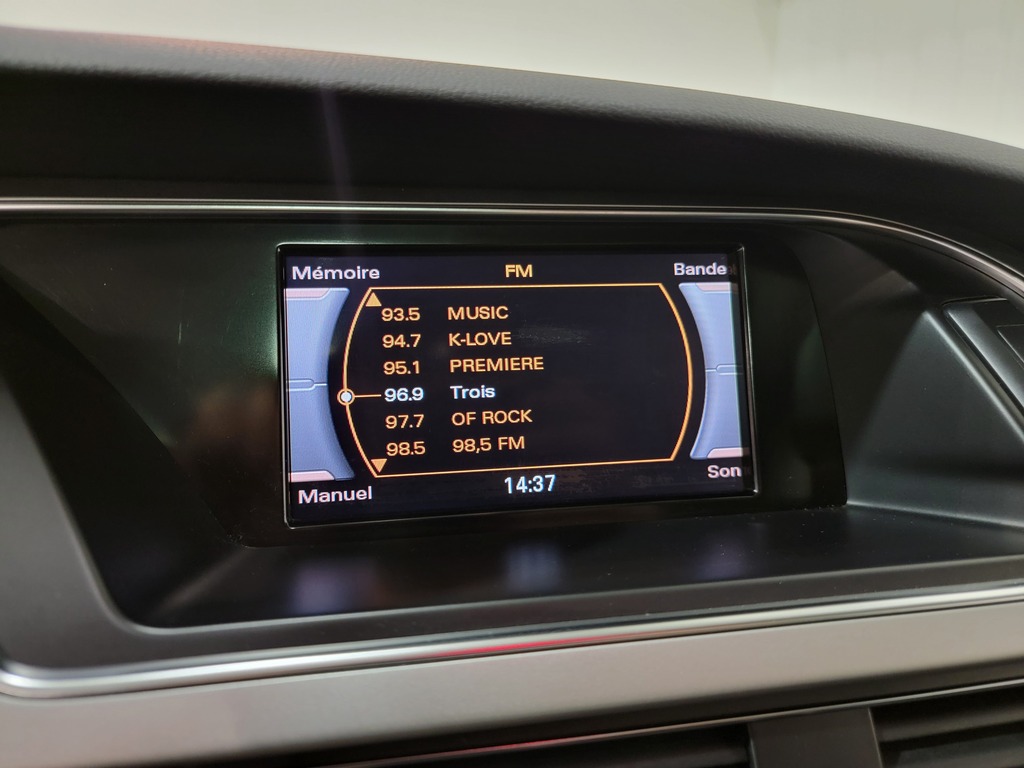 Mémoire FM Bande
93.5 MUSIC
94.7 K-LOVE
95.1 PREMIERE
96.9 Trois
97.7 OF ROCK
98.5 98,5 FM
Manuel 14:37 Son